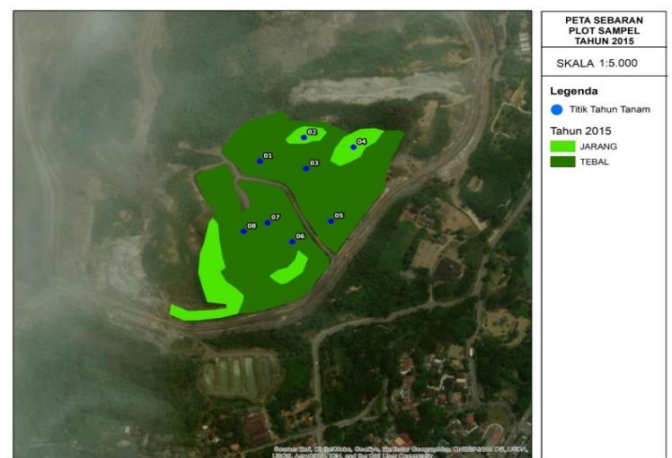 PETA SEBARAN
PLOT SAMPEL
TAHUN 2015
SKALA 1:5.000
Legenda
Titik Tahun Tanam
Tahun 2015
JARANG
TEBAL
02
04
01
03
05
07
08
06